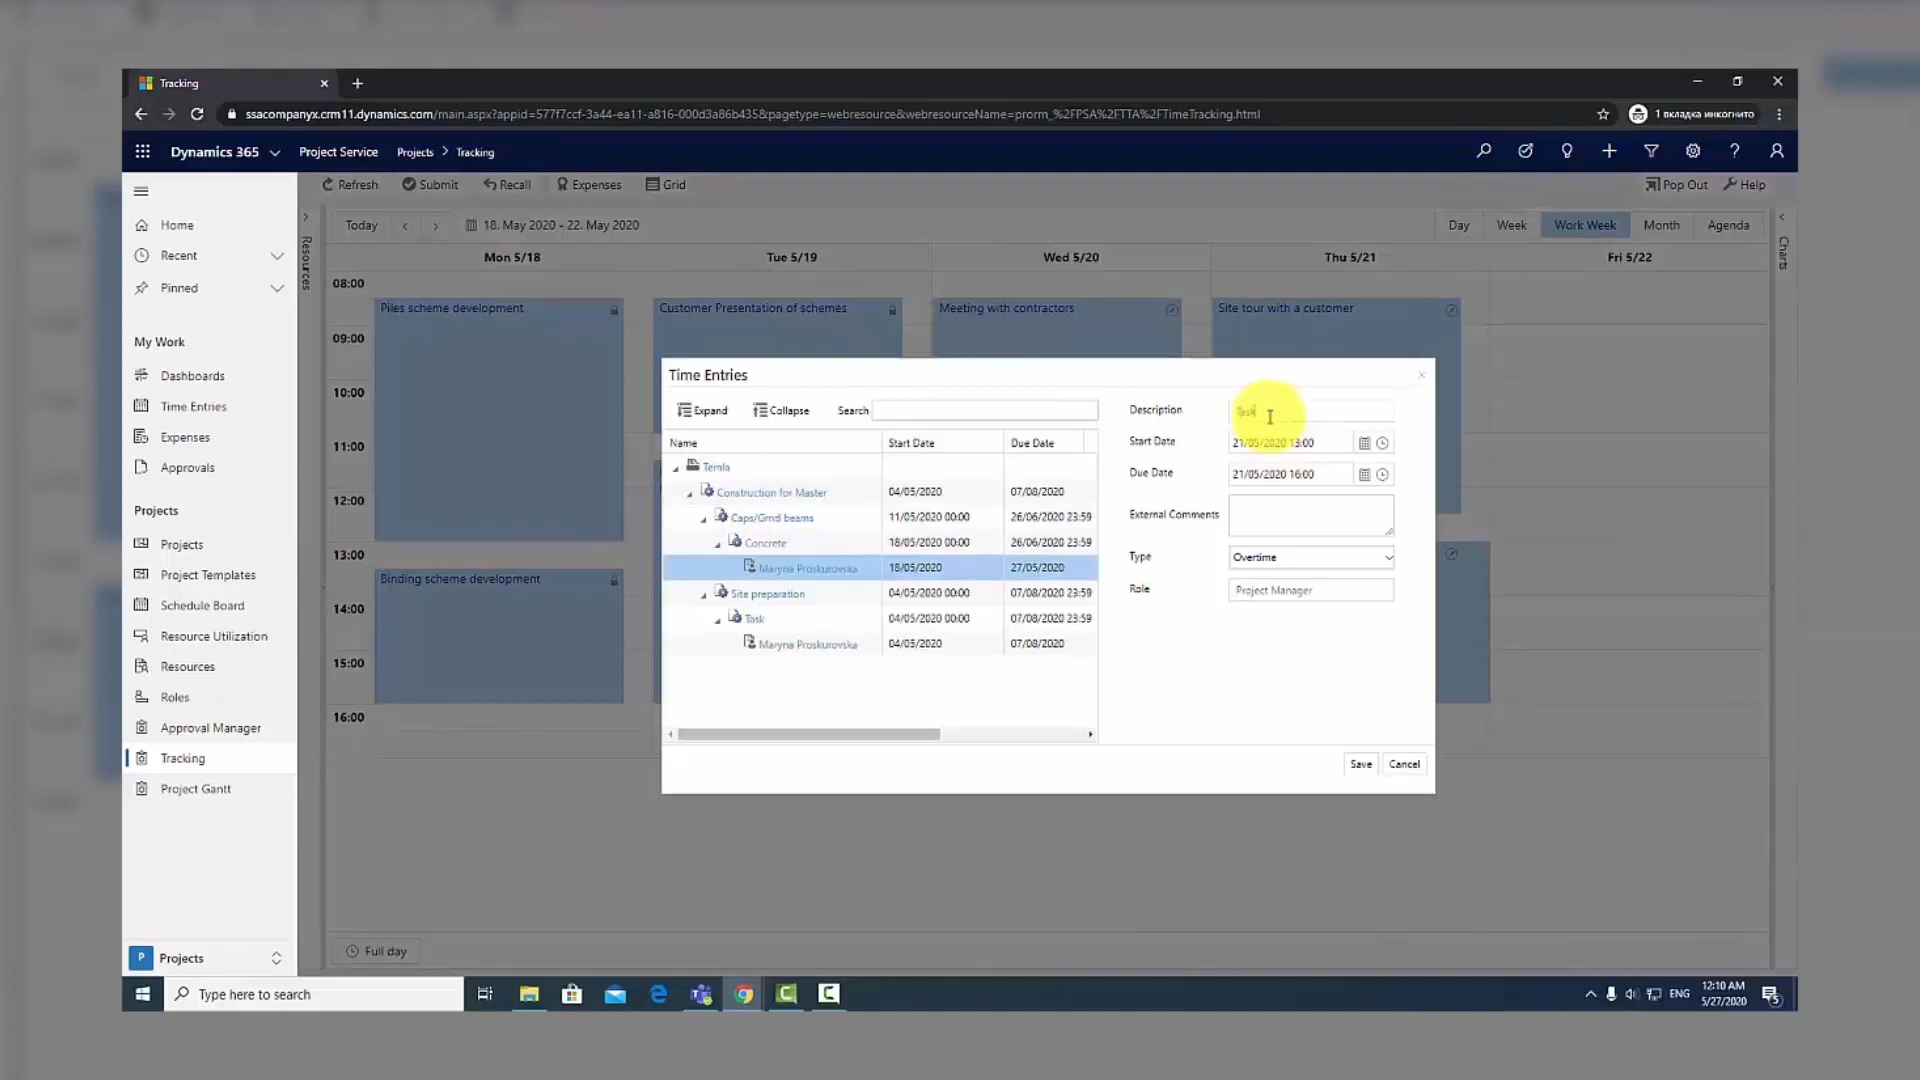 Tracking
ssacompanyx.crm11.dynamics.com/main.aspx?appid=577f7ccf-3a44-ea11-a816-000d3a86b435&pagetype=webresource&webresourceName=prorm_%2FPSA%2FTTA%2FTimeTracking.html
1 вкладка инкогнито
Dynamics 365 Project Service Projects > Tracking
Refresh Submit Recall Expenses Grid Pop Out Help
Home
Recent
Pinned
My Work
Dashboards
Time Entries
Expenses
Approvals
Projects
Projects
Project Templates
Schedule Board
Resource Utilization
Resources
Roles
Approval Manager
Tracking
Project Gantt
P Projects
Resources
Today 18. May 2020 - 22. May 2020 Day Week Work Week Month Agenda
Charts
Mon 5/18 Tue 5/19 Wed 5/20 Thu 5/21 Fri 5/22
08:00
Piles scheme development Customer Presentation of schemes Meeting with contractors Site tour with a customer
09:00
10:00
11:00
12:00
13:00
Binding scheme development
14:00
15:00
16:00
Full day
Time Entries
Expand Collapse Search
Name Start Date Due Date
Temla
Construction for Master 04/05/2020 07/08/2020
Caps/Grnd beams 11/05/2020 00:00 26/06/2020 23:59
Concrete 18/05/2020 00:00 26/06/2020 23:59
Maryna Proskurovska 18/05/2020 27/05/2020
Site preparation 04/05/2020 00:00 07/08/2020 23:59
Task 04/05/2020 00:00 07/08/2020 23:59
Maryna Proskurovska 04/05/2020 07/08/2020
Description Task
Start Date 21/05/2020 13:00
Due Date 21/05/2020 16:00
External Comments
Type Overtime
Role Project Manager
Save Cancel
Type here to search
ENG
12:10 AM
5/27/2020
5